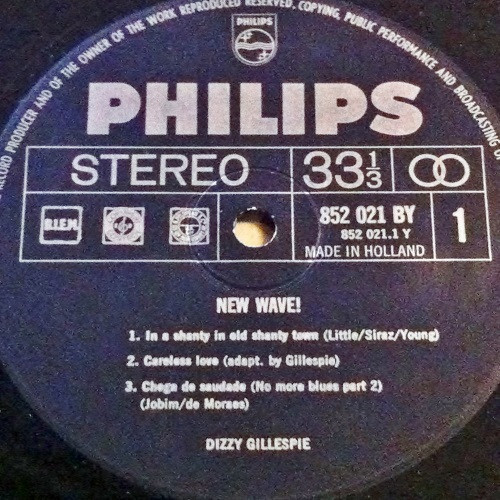 RECORD PRODUCER AND OF THE OWNER OF THE WORK REPRODUCED RESERVED. COPYING, PUBLIC PERFORMANCE AND BROADCASTING OF
PHILIPS
PHILIPS
STEREO 33 1/3
B.I.E.M. 852 021 BY 1
852 021.1 Y
MADE IN HOLLAND
NEW WAVE!
1. In a shanty in old shanty town (Little/Siraz/Young)
2. Careless love (adapt. by Gillespie)
3. Chega de saudade (No more blues part 2)
(Jobim/de Moraes)
DIZZY GILLESPIE